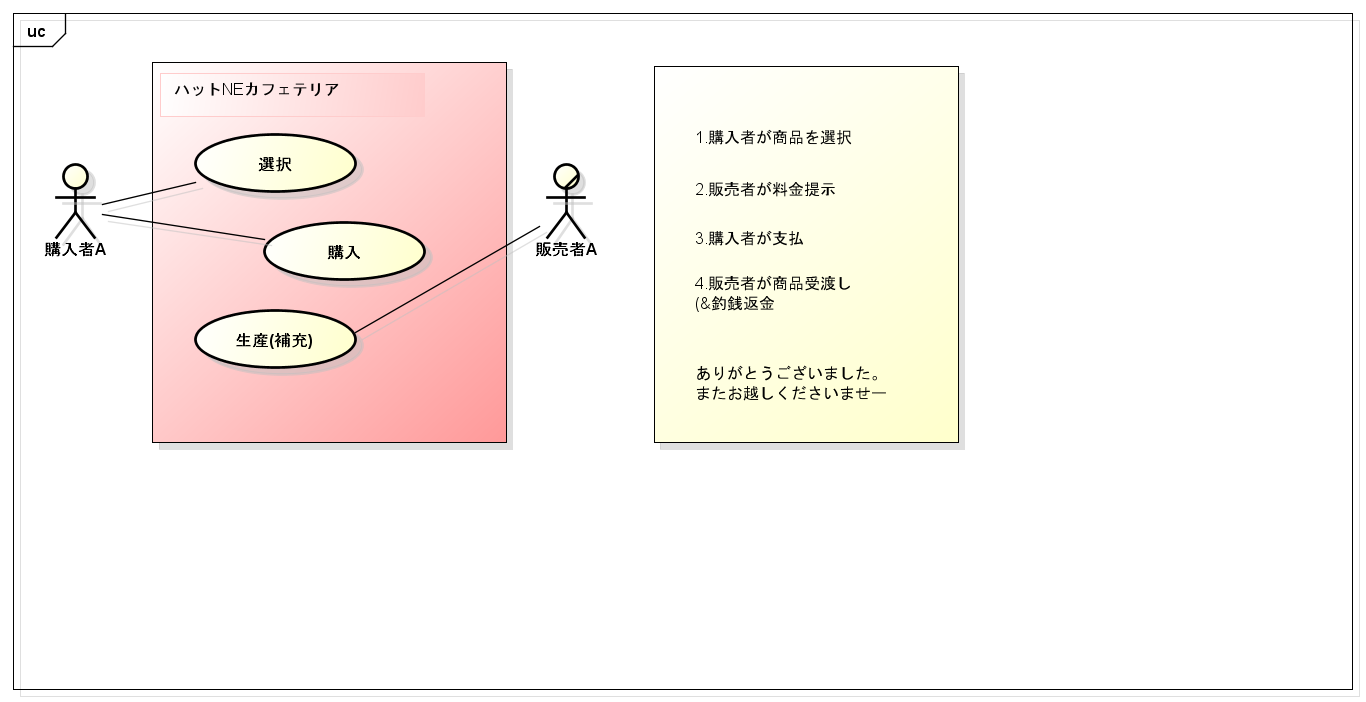 uc
ハットNEカフェテリア
選択
購入
生産(補充)
購入者A
販売者A
1.購入者が商品を選択
2.販売者が料金提示
3.購入者が支払
4.販売者が商品受渡し
(&釣銭返金
ありがとうございました。
またお越しくださいませー